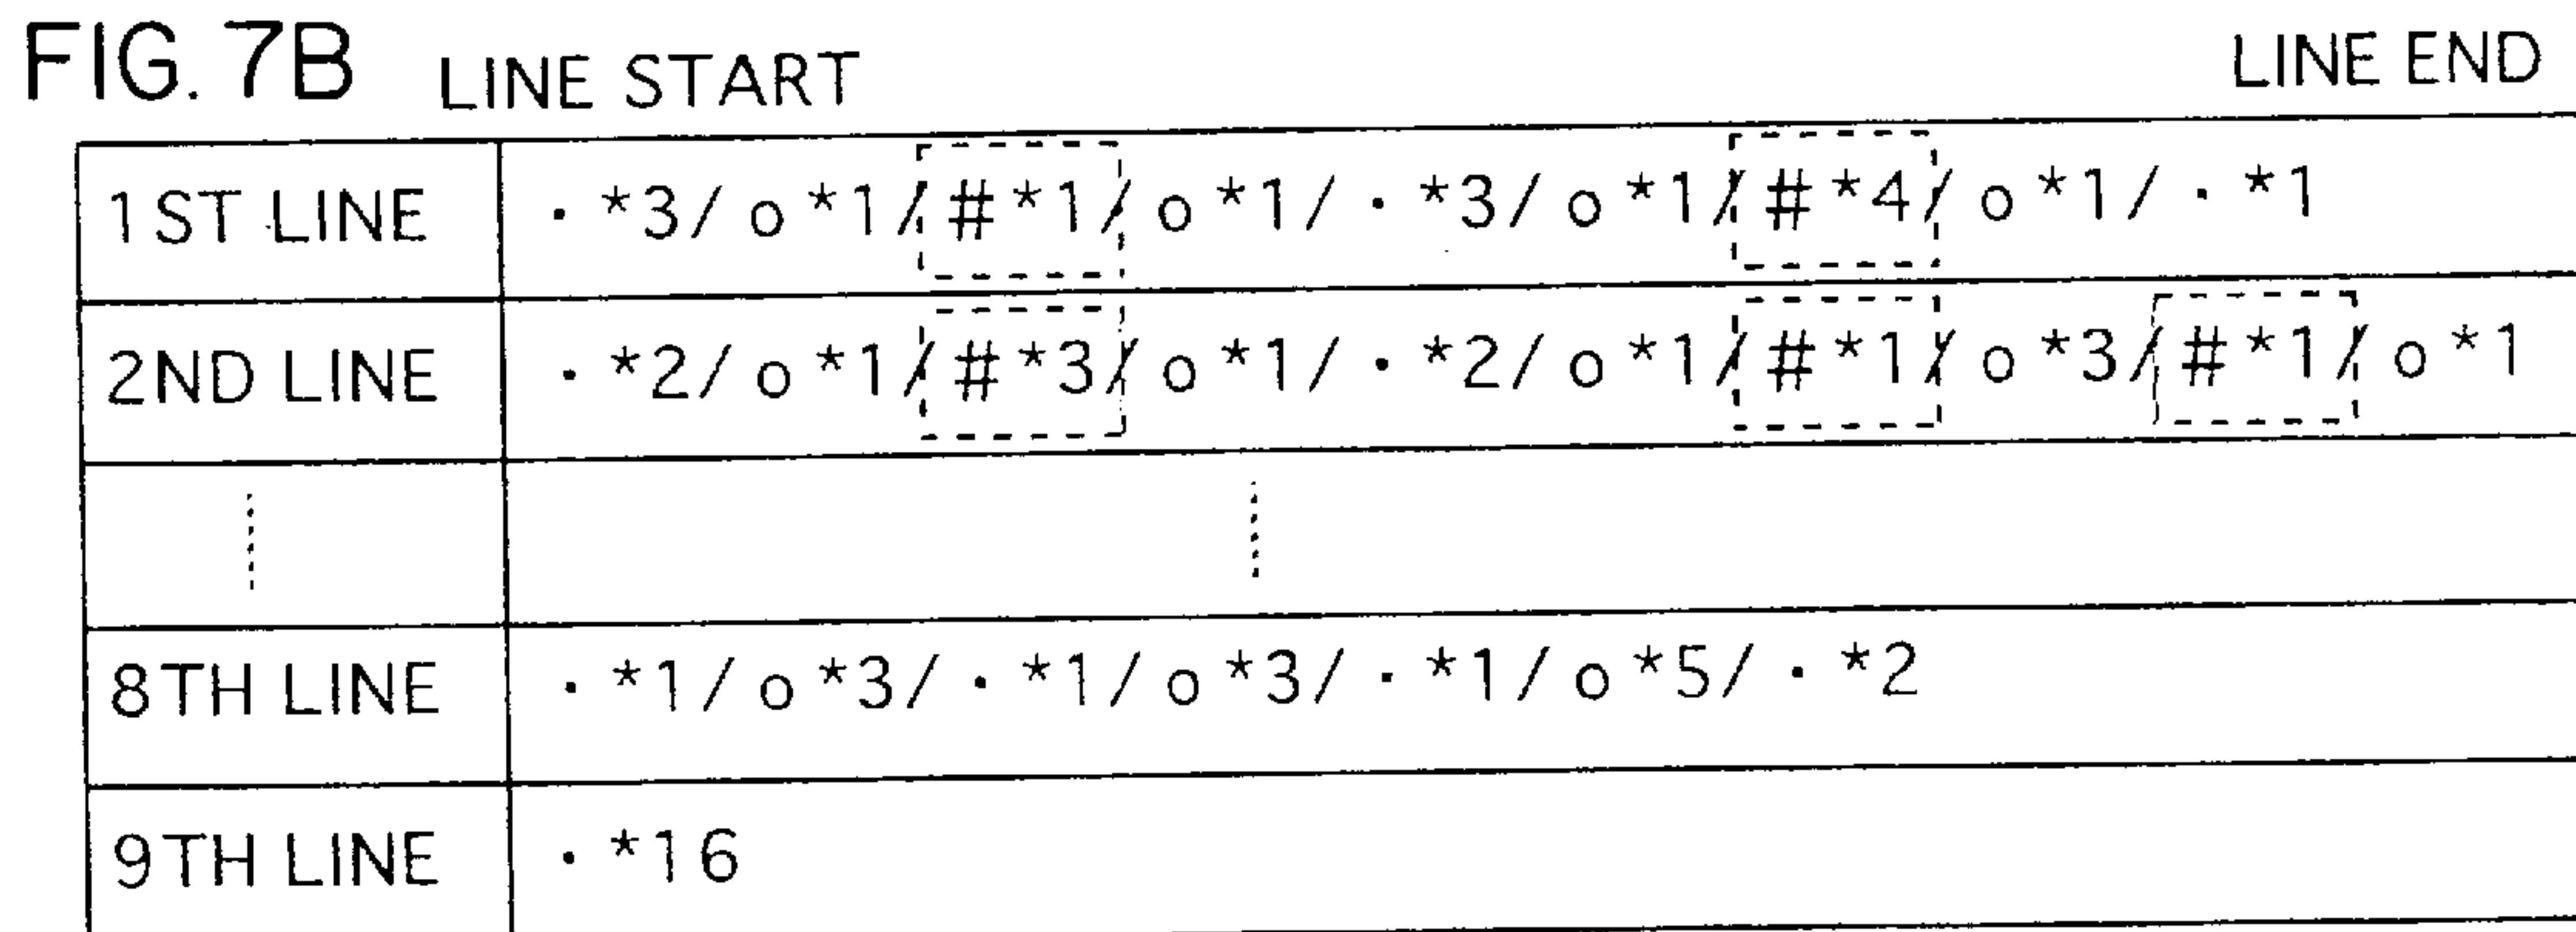 FIG. 7B LINE START LINE END
1ST LINE · *3/ o *1/ # *1/ o *1/ · *3/ o *1/ # *4/ o *1/ · *1
2ND LINE · *2/ o *1/ # *3/ o *1/ · *2/ o *1/ # *1/ o *3/ # *1/ o *1
8TH LINE · *1/ o *3/ · *1/ o *3/ · *1/ o *5/ · *2
9TH LINE · *16